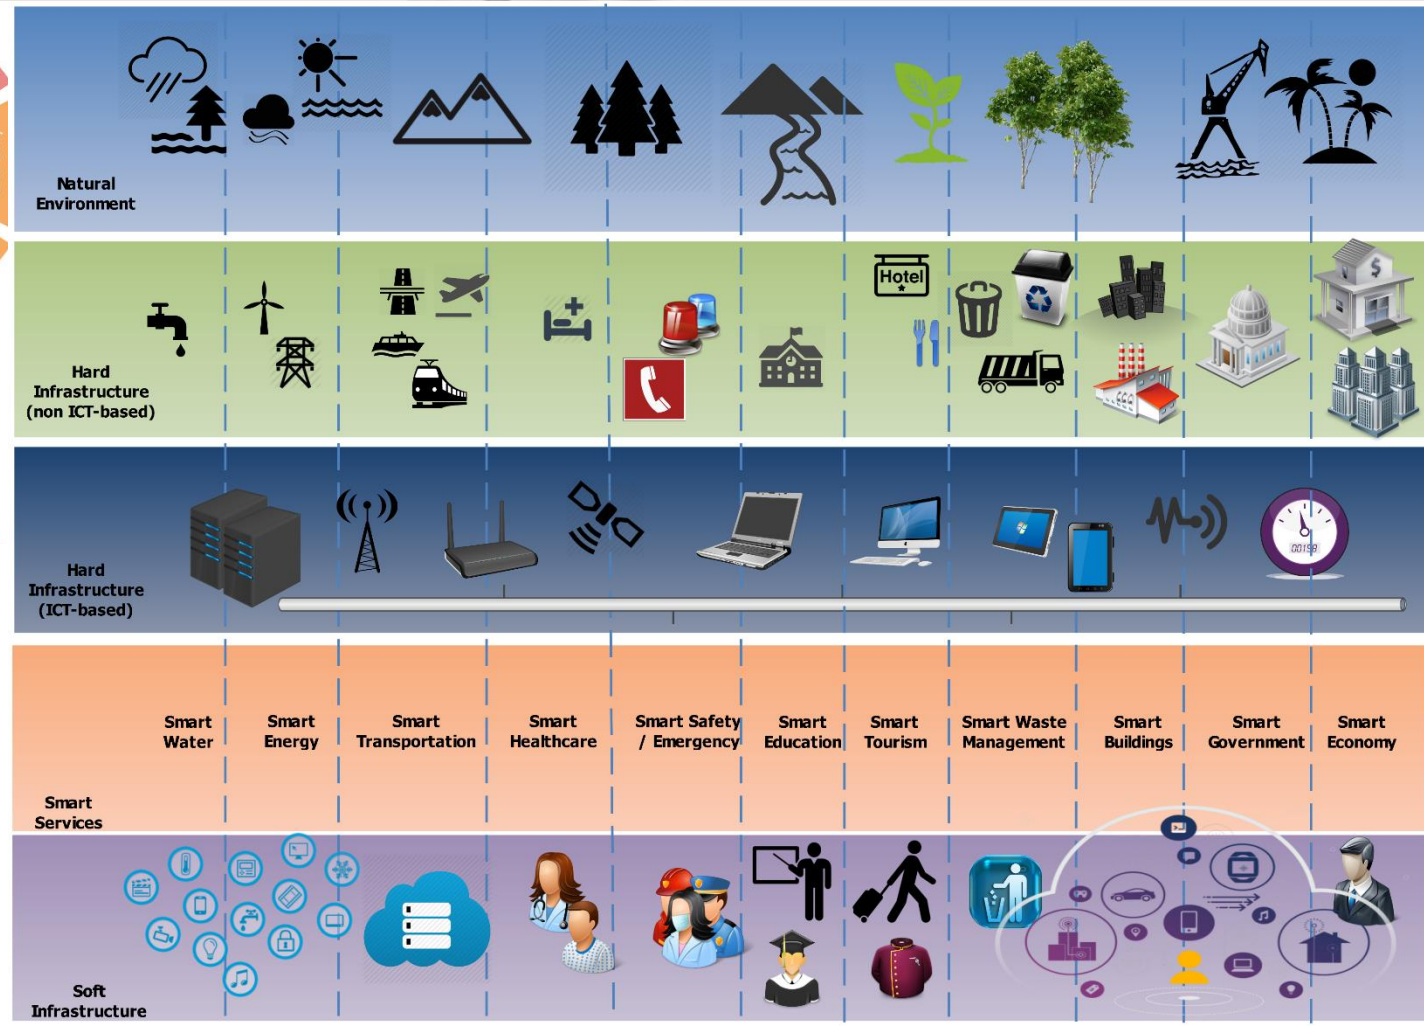 Natural
Environment
Hotel
Hard
Infrastructure
(non ICT-based)
$
Hard
Infrastructure
(ICT-based)
00158
Smart
Water
Smart
Energy
Smart
Transportation
Smart
Healthcare
Smart Safety
/ Emergency
Smart
Education
Smart
Tourism
Smart Waste
Management
Smart
Buildings
Smart
Government
Smart
Economy
Smart
Services
Soft
Infrastructure